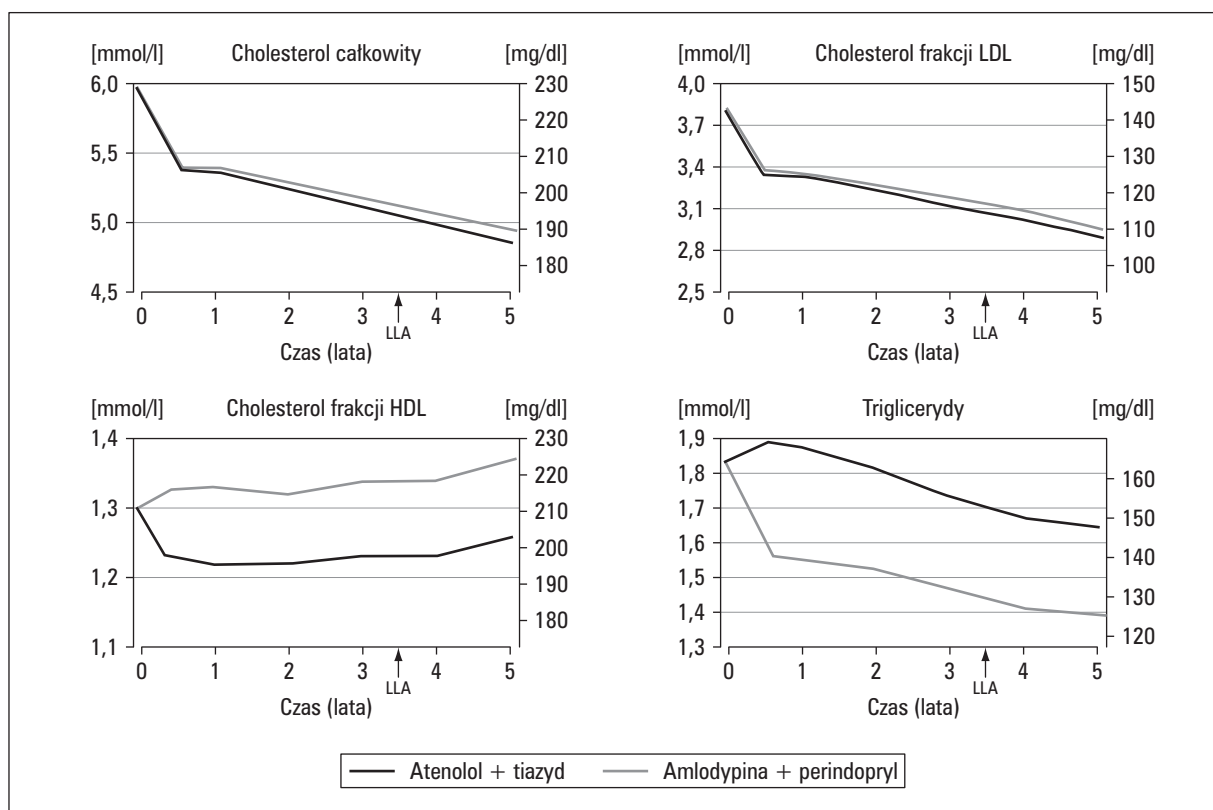 [mmol/l] Cholesterol całkowity [mg/dl]
6,0
5,5
5,0
4,5
230
220
210
200
190
180
0 1 2 3 4 5
LLA
Czas (lata)
[mmol/l] Cholesterol frakcji LDL [mg/dl]
4,0
3,7
3,4
3,1
2,8
2,5
150
140
130
120
110
100
0 1 2 3 4 5
LLA
Czas (lata)
[mmol/l] Cholesterol frakcji HDL [mg/dl]
1,4
1,3
1,2
1,1
230
220
210
200
190
180
0 1 2 3 4 5
LLA
Czas (lata)
[mmol/l] Triglicerydy [mg/dl]
1,9
1,8
1,7
1,6
1,5
1,4
1,3
160
150
140
130
120
0 1 2 3 4 5
LLA
Czas (lata)
Atenolol + tiazyd Amlodypina + perindopryl